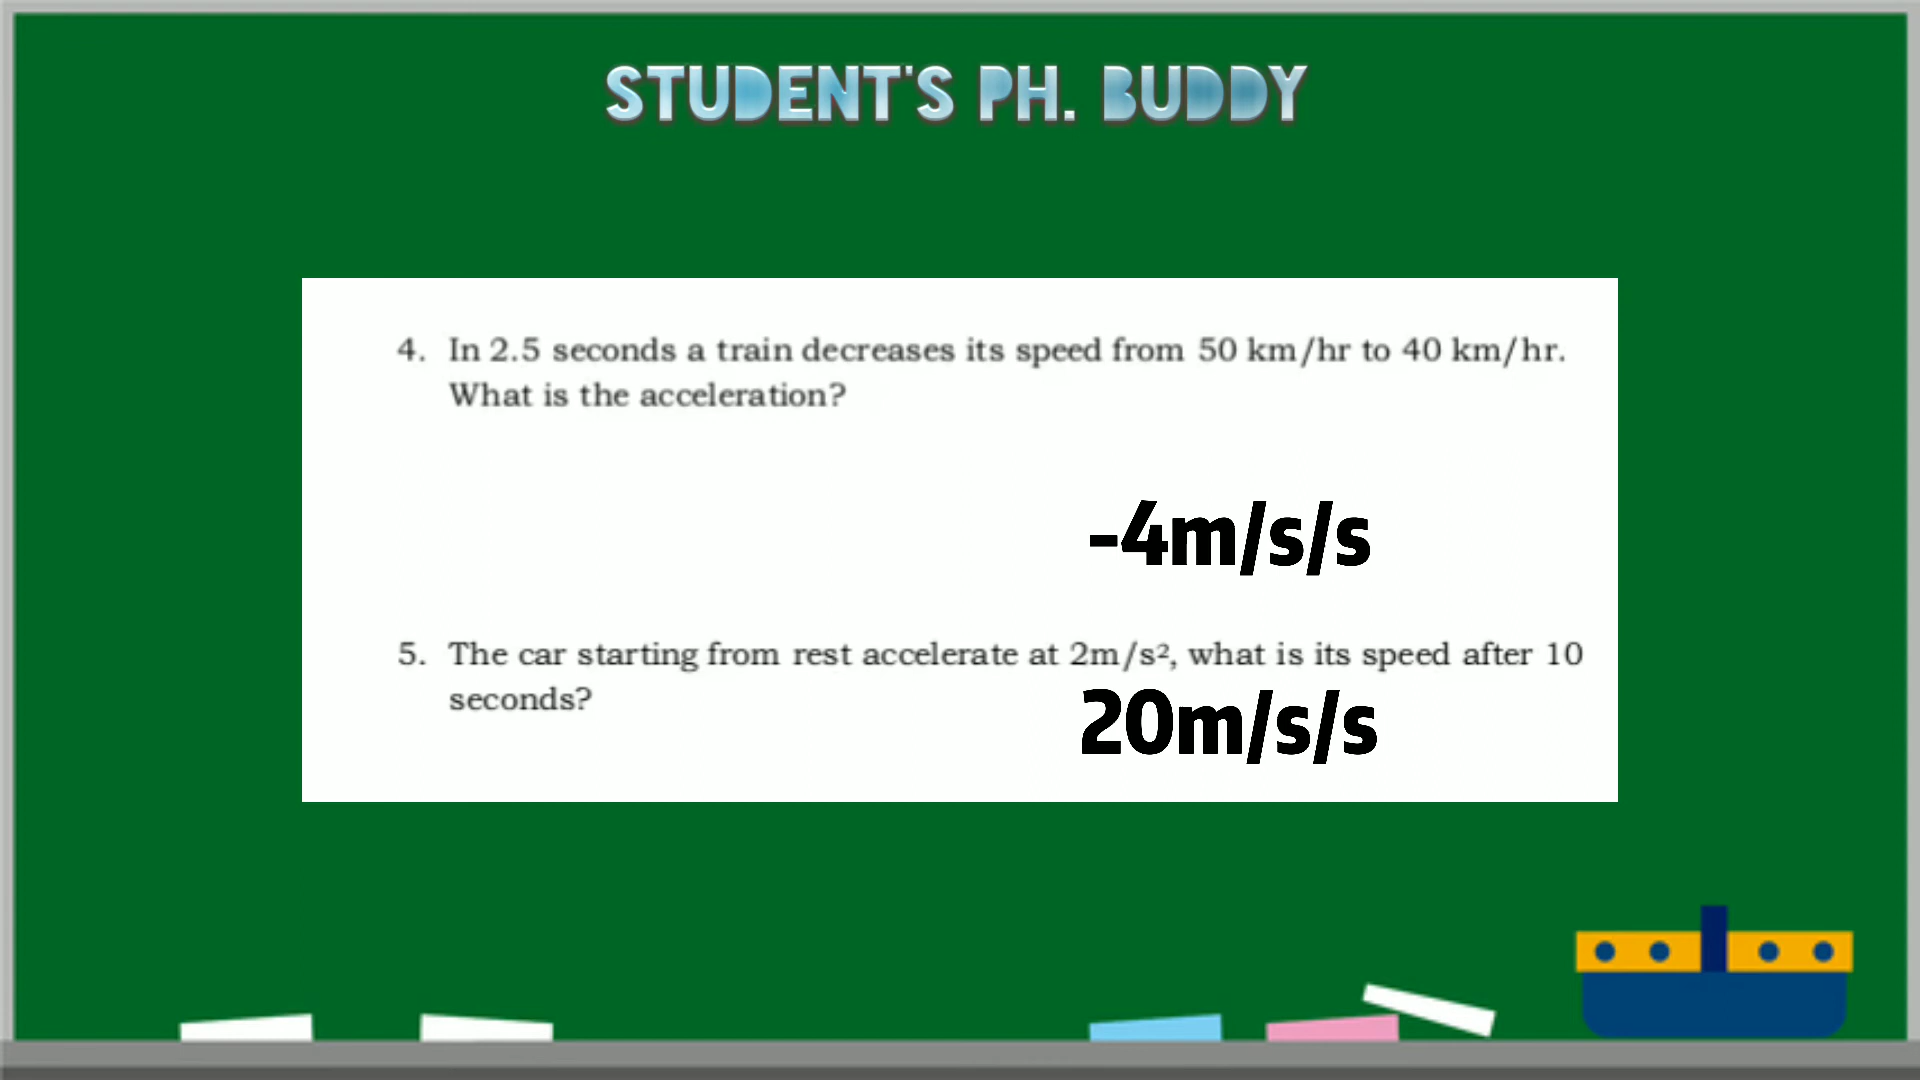 STUDENT'S PH. BUDDY
4. In 2.5 seconds a train decreases its speed from 50 km/hr to 40 km/hr.
What is the acceleration?
-4m/s/s
5. The car starting from rest accelerate at 2m/s², what is its speed after 10
seconds?
20m/s/s